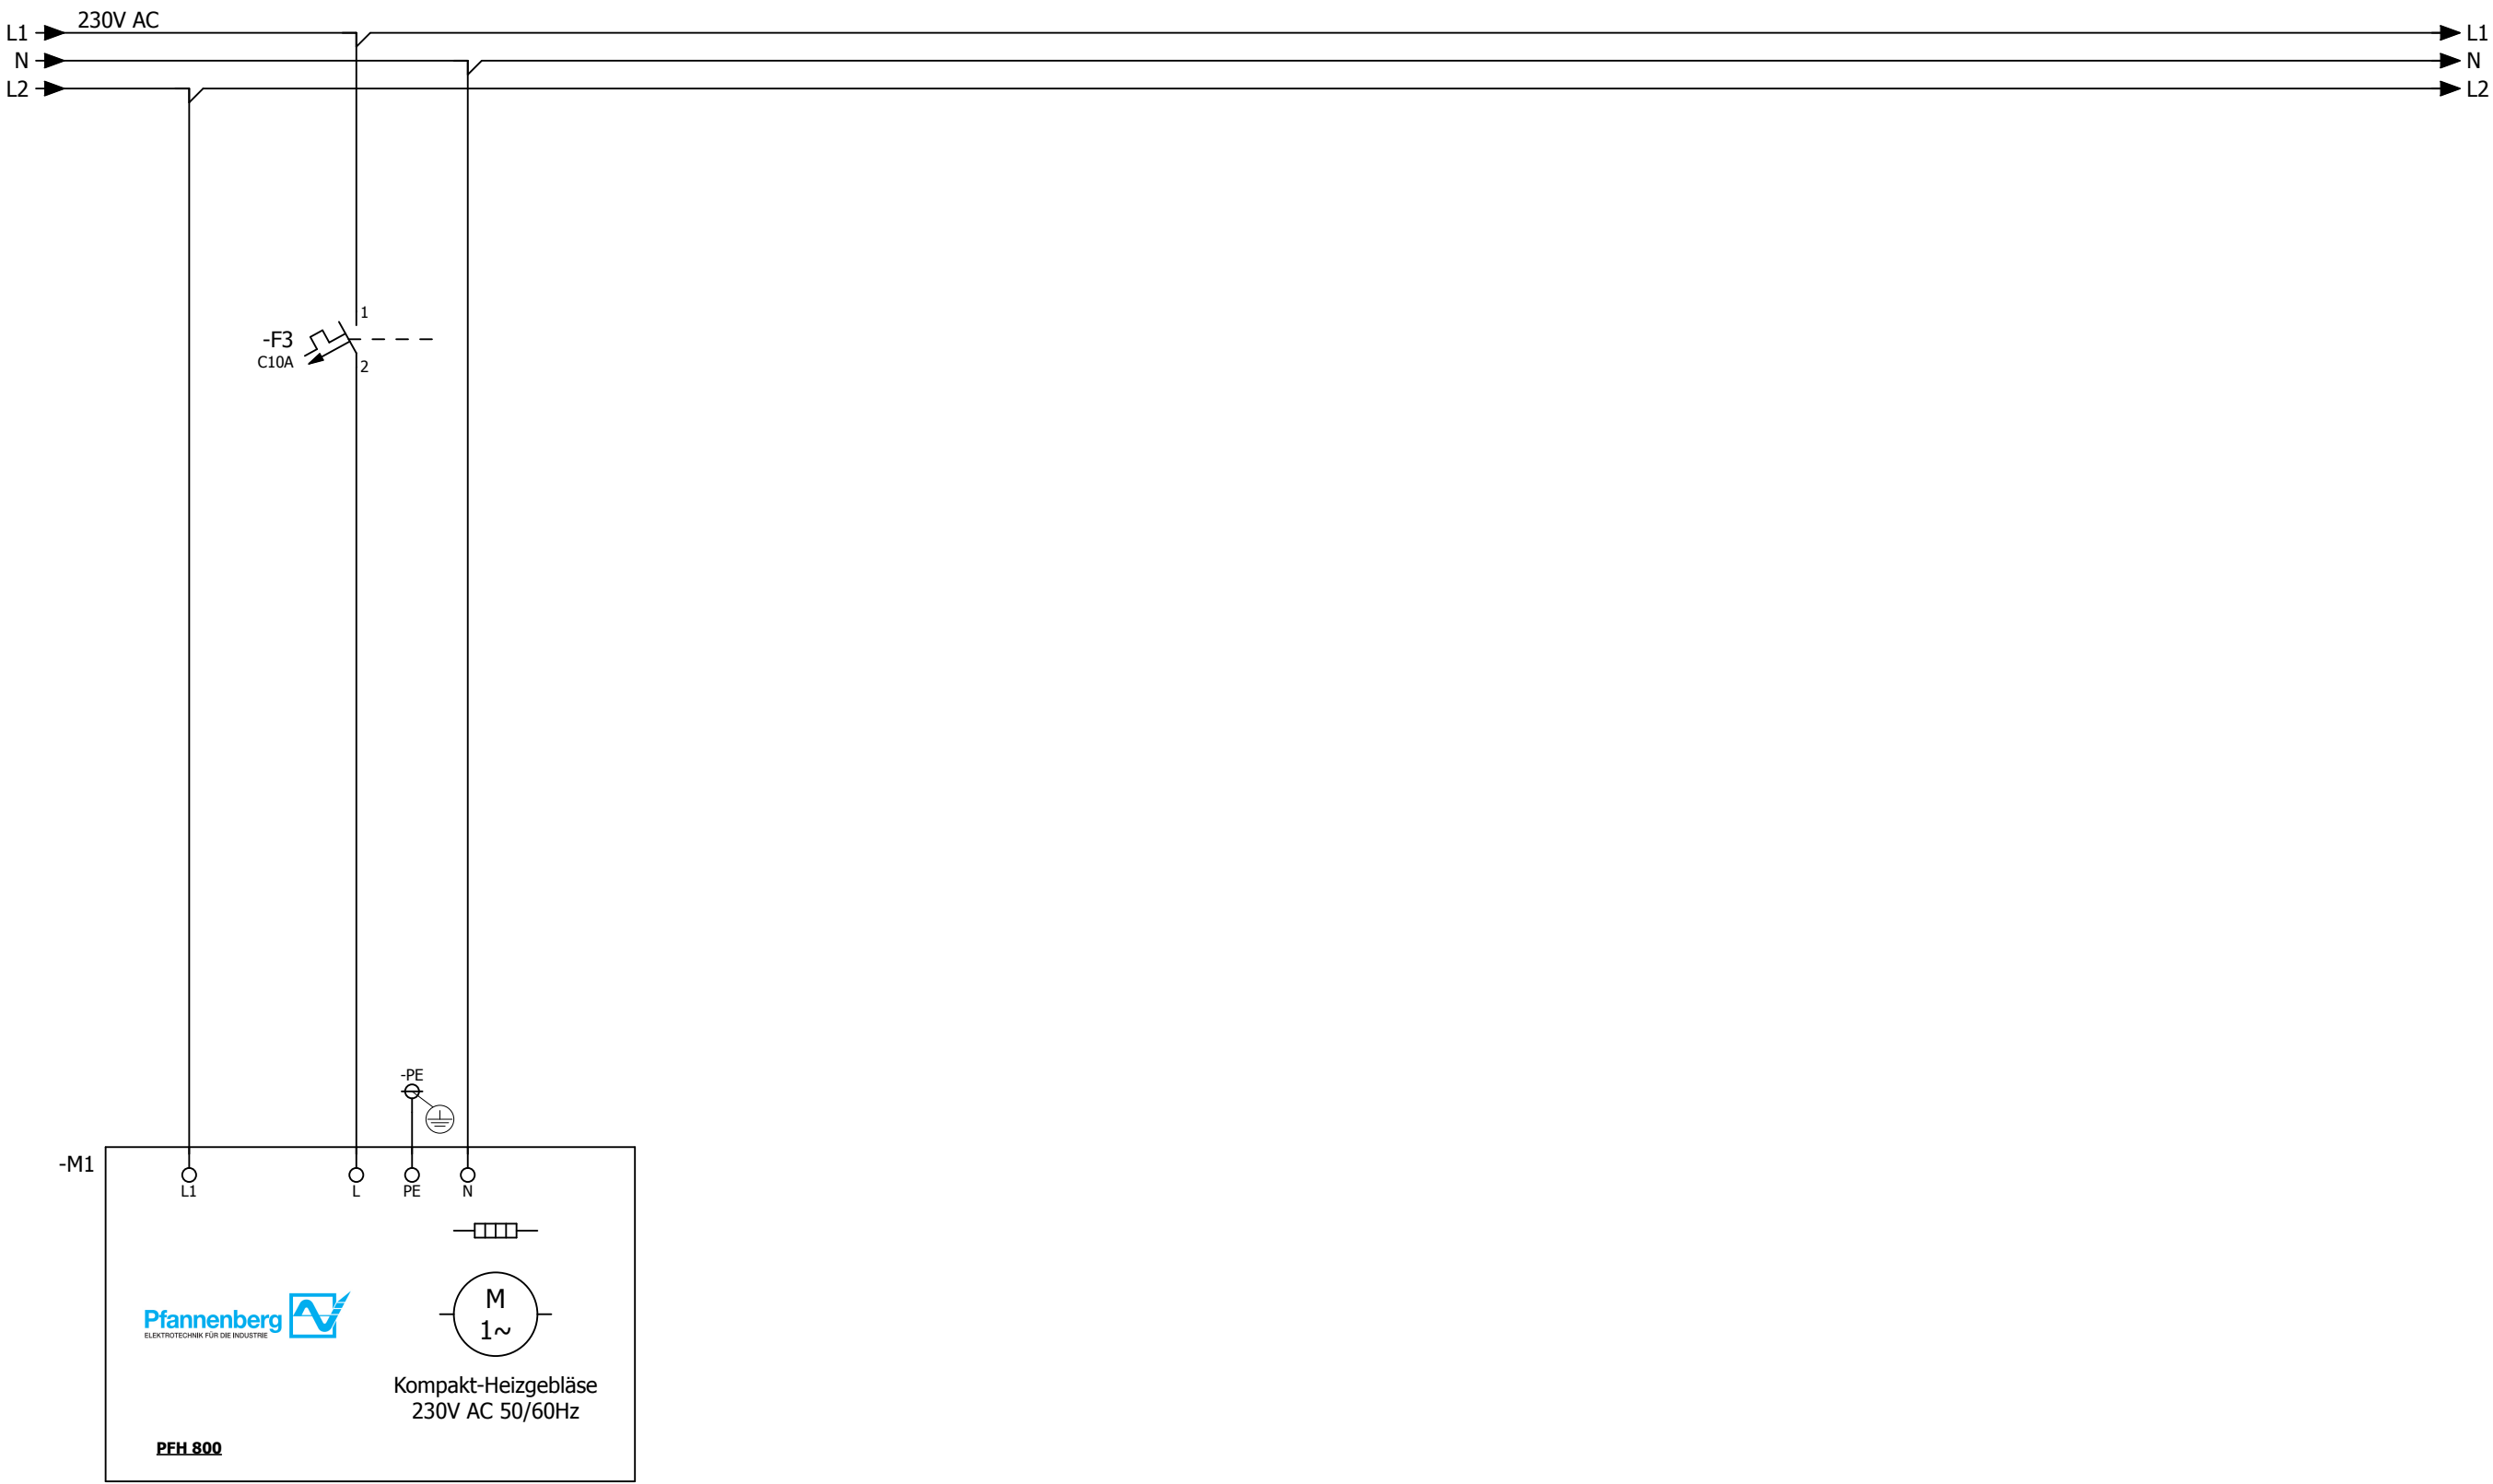 230V AC
L1
L1
N
N
L2
L2
1
-F3
C10A
2
-PE
-M1
L1
L
PE
N
M
1~
Pfannenberg
ELEKTROTECHNIK FÜR DIE INDUSTRIE
Kompakt-Heizgebläse
230V AC 50/60Hz
PFH 800